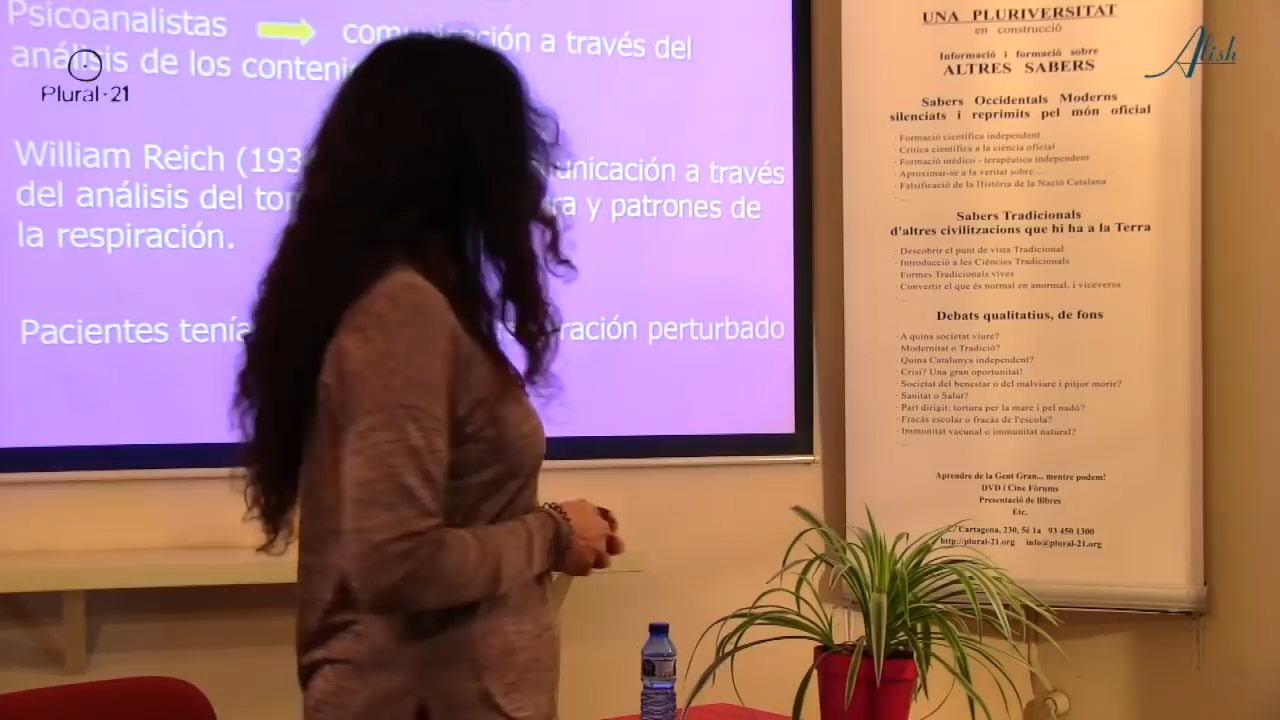 Psicoanalistas
comunicación a través del
análisis de los conteni
Plural·21
William Reich (193
unicación a través
del análisis del ton
ra y patrones de
la respiración.
Pacientes tenía
ración perturbado
UNA PLURIVERSITAT
en construcció
Alish
Informació i formació sobre
ALTRES SABERS
Sabers Occidentals Moderns
silenciats i reprimits pel món oficial
· Formació científica independent
· Crítica científica a la ciència oficial
· Formació mèdico - terapèutica independent
· Aproximar-se a la veritat sobre....
· Falsificació de la Història de la Nació Catalana
· ...
Sabers Tradicionals
d'altres civilitzacions que hi ha a la Terra
· Descobrir el punt de vista Tradicional
· Introducció a les Ciències Tradicionals
· Formes Tradicionals vives
· Convertir el que és normal en anormal, i viceversa
· ...
Debats qualitatius, de fons
· A quina societat viure?
· Modernitat o Tradició?
· Quina Catalunya independent?
· Crisi? Una gran oportunitat!
· Societat del benestar o del malviure i pitjor morir?
· Sanitat o Salut?
· Part dirigit: tortura per la mare i pel nadó?
· Fracàs escolar o fracàs de l'escola?
· Immunitat vacunal o immunitat natural?
· ...
Aprendre de la Gent Gran... mentre podem!
DVD i Cine Fòrums
Presentació de llibres
Etc.
C/ Cartagena, 230, 5è 1a 93 450 1300
http://plural-21.org info@plural-21.org